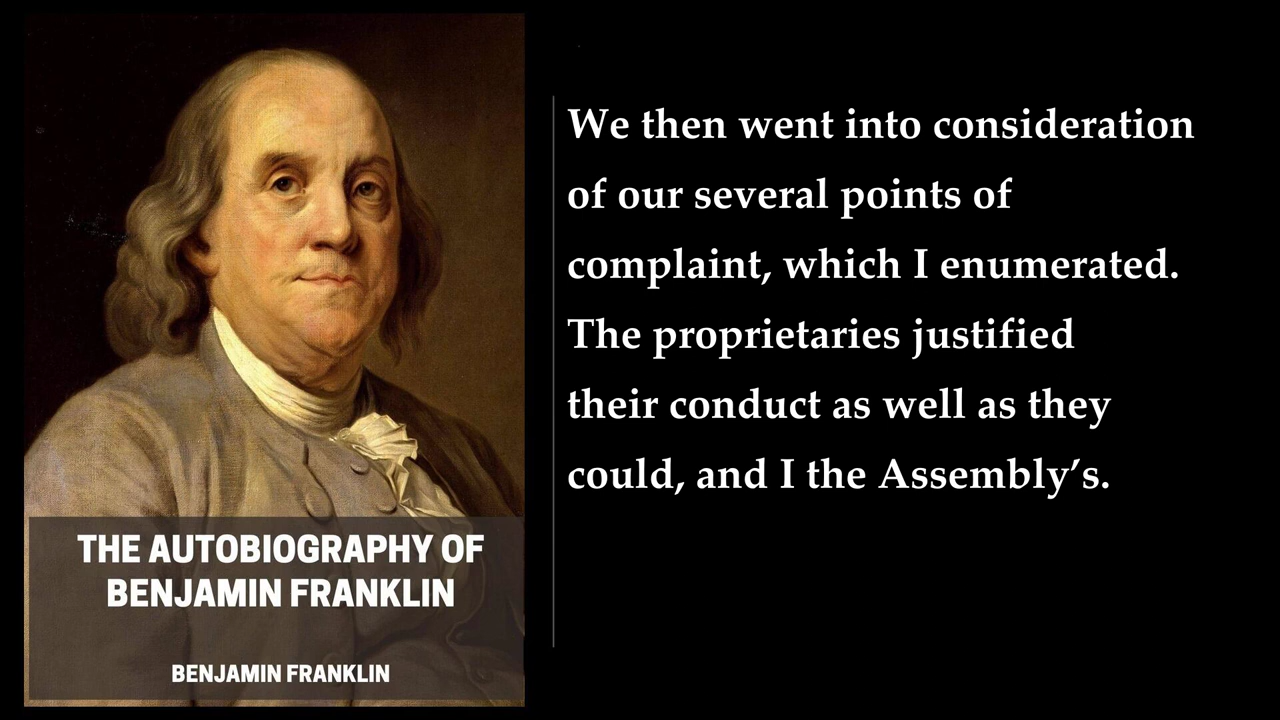 THE AUTOBIOGRAPHY OF
BENJAMIN FRANKLIN
BENJAMIN FRANKLIN
We then went into consideration
of our several points of
complaint, which I enumerated.
The proprietaries justified
their conduct as well as they
could, and I the Assembly’s.